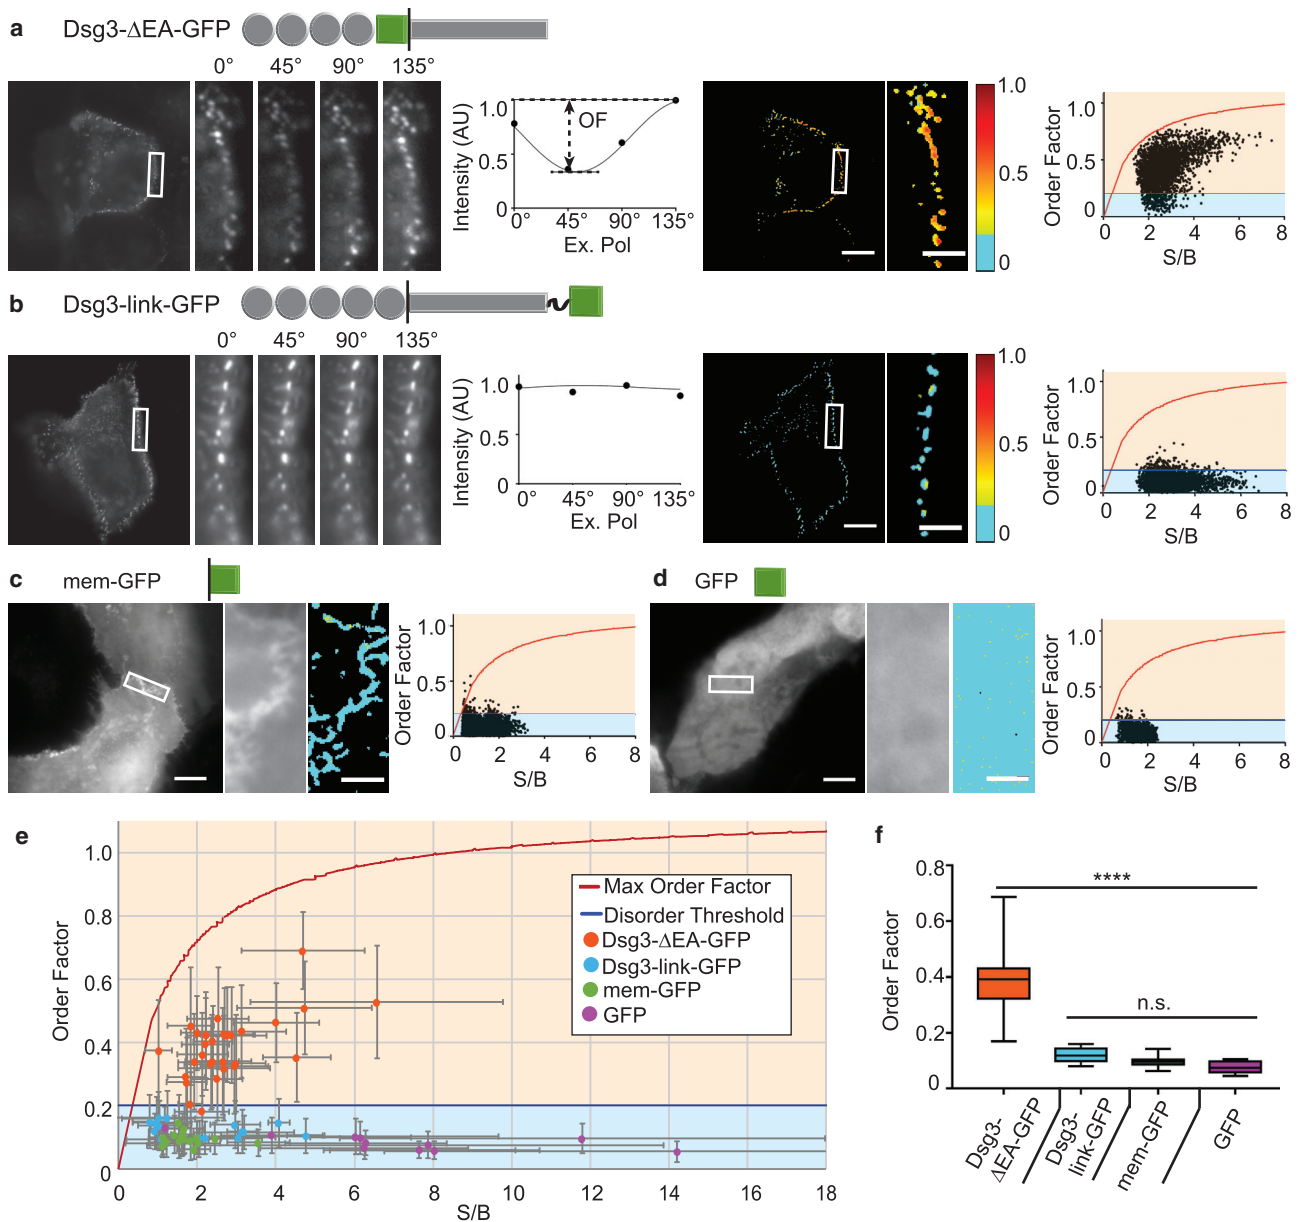 a Dsg3-ΔEA-GFP
0° 45° 90° 135°
Intensity (AU)
1.0
0.5
0
OF
0° 45° 90° 135°
Ex. Pol
1.0
0.5
0
Order Factor
1.0
0.5
0
0 2 4 6 8
S/B
b Dsg3-link-GFP
0° 45° 90° 135°
Intensity (AU)
1.0
0.5
0
0° 45° 90° 135°
Ex. Pol
1.0
0.5
0
Order Factor
1.0
0.5
0
0 2 4 6 8
S/B
c mem-GFP
Order Factor
1.0
0.5
0
0 2 4 6 8
S/B
d GFP
Order Factor
1.0
0.5
0
0 2 4 6 8
S/B
e
Order Factor
1.0
0.8
0.6
0.4
0.2
0
0 2 4 6 8 10 12 14 16 18
S/B
Max Order Factor
Disorder Threshold
Dsg3-ΔEA-GFP
Dsg3-link-GFP
mem-GFP
GFP
f
Order Factor
0.8
0.6
0.4
0.2
0
****
n.s.
Dsg3-
ΔEA-GFP
Dsg3-
link-GFP
mem-GFP
GFP